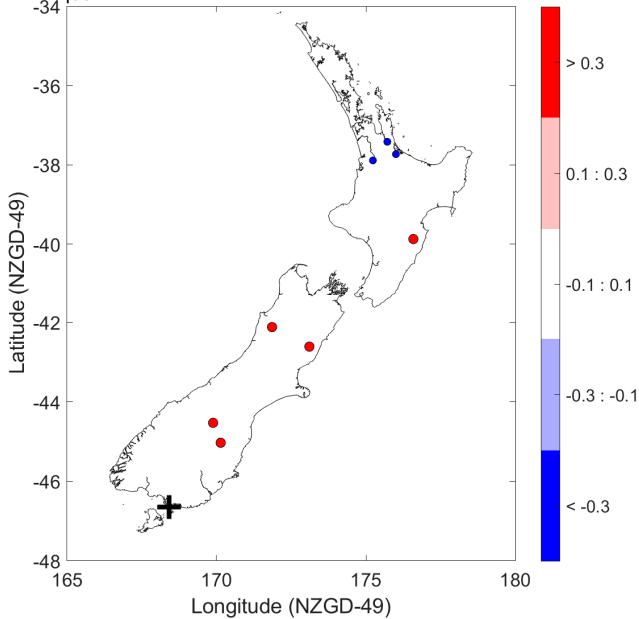 -34
-36
-38
-40
-42
-44
-46
-48
165
170
175
180
Latitude (NZGD-49)
Longitude (NZGD-49)
> 0.3
0.1 : 0.3
-0.1 : 0.1
-0.3 : -0.1
< -0.3